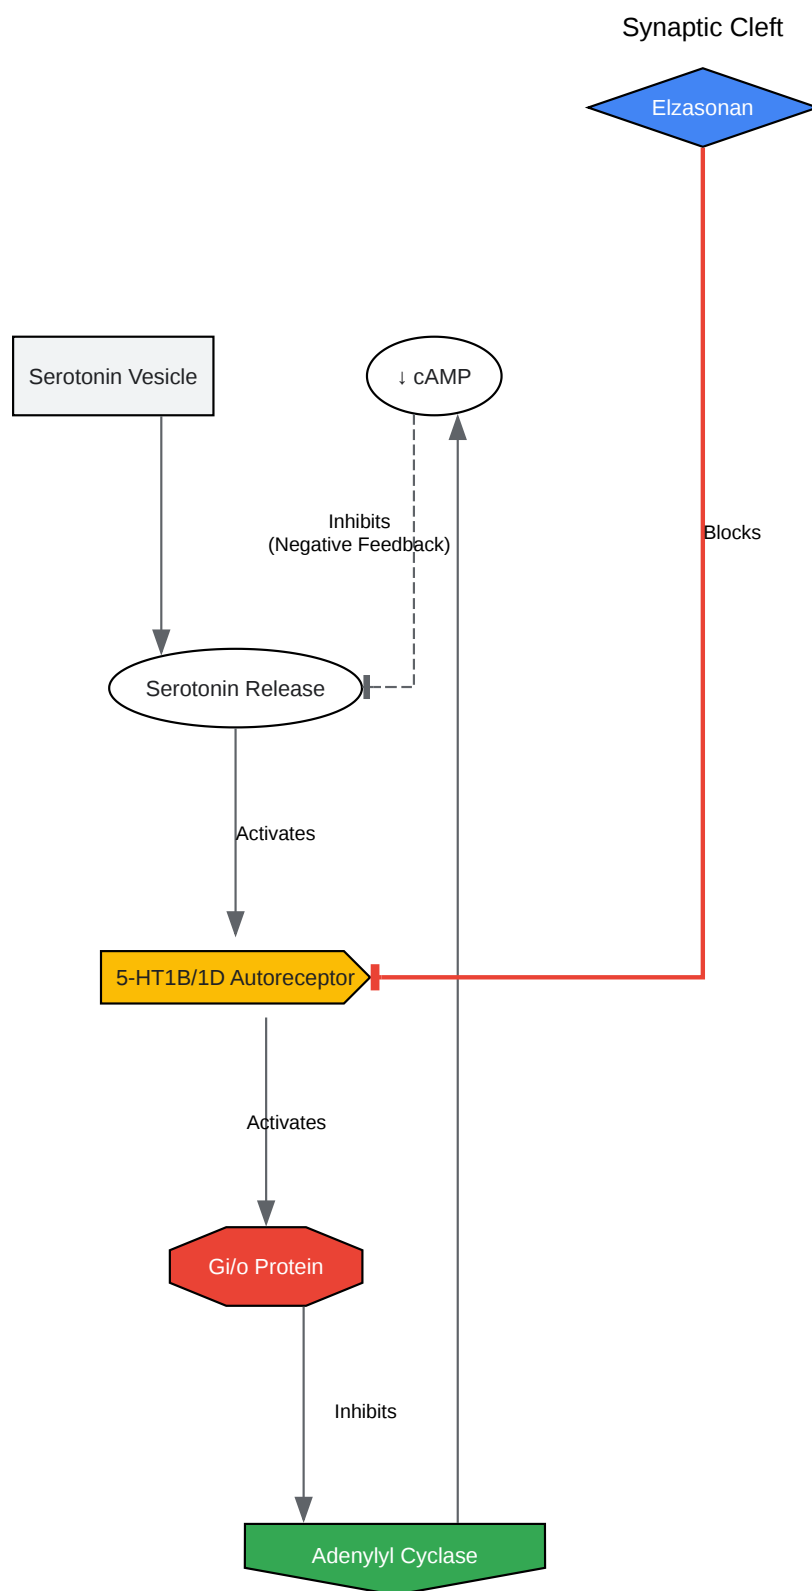 Synaptic Cleft
Elzasonan
Serotonin Vesicle
↓ cAMP
Inhibits
(Negative Feedback)
Blocks
Serotonin Release
Activates
5-HT1B/1D Autoreceptor
Activates
Gi/o Protein
Inhibits
Adenylyl Cyclase